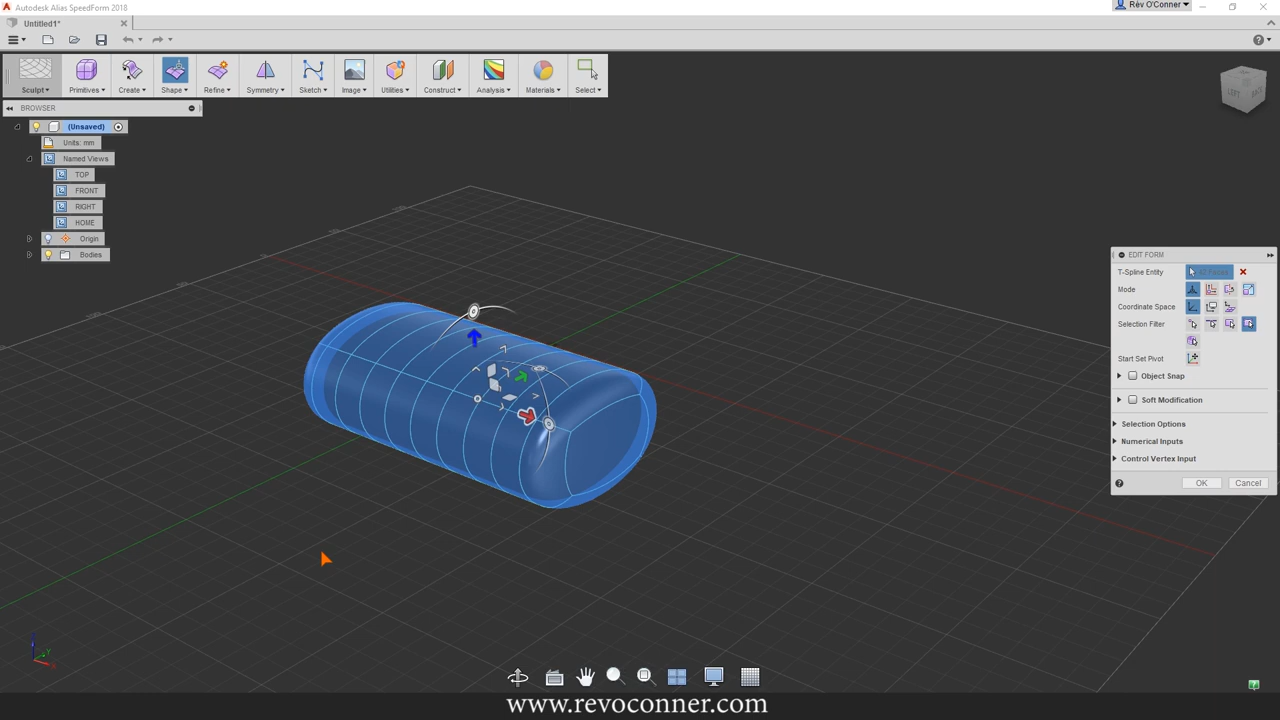 Autodesk Alias SpeedForm 2018
Rëv O'Conner
Untitled1*
Sculpt
Primitives
Create
Shape
Refine
Symmetry
Sketch
Image
Utilities
Construct
Analysis
Materials
Select
BROWSER
(Unsaved)
Units: mm
Named Views
TOP
FRONT
RIGHT
HOME
Origin
Bodies
LEFT
BACK
EDIT FORM
T-Spline Entity
Mode
Coordinate Space
Selection Filter
Start Set Pivot
Object Snap
Soft Modification
Selection Options
Numerical Inputs
Control Vertex Input
OK Cancel
www.revoconner.com